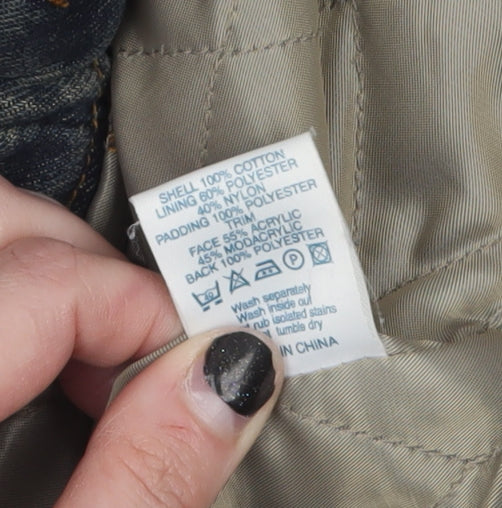 SHELL 100% COTTON
LINING 60% POLYESTER
40% NYLON
PADDING 100% POLYESTER
TRIM
FACE 55% ACRYLIC
45% MODACRYLIC
BACK 100% POLYESTER
40 P
Wash separately
Wash inside out
rub isolated stains
tumble dry
IN CHINA